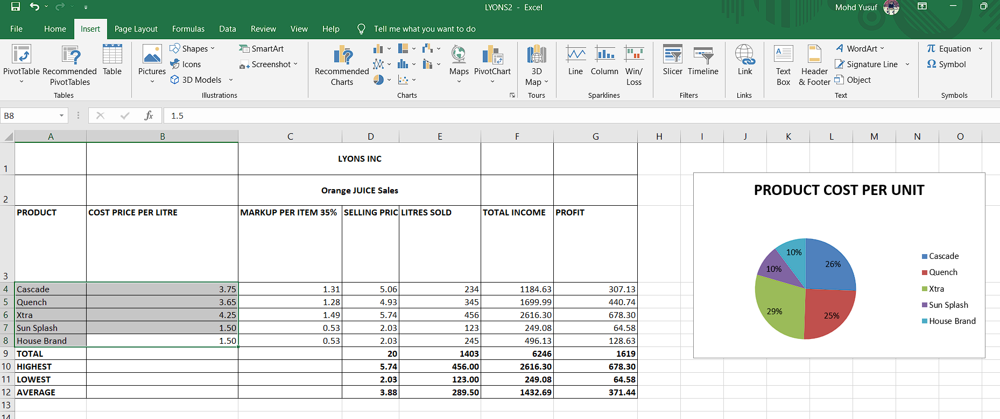 LYONS2 - Excel
Mohd Yusuf
File Home Insert Page Layout Formulas Data Review View Help Tell me what you want to do
PivotTable
Recommended PivotTables
Table
Tables
Pictures
Shapes
Icons
3D Models
SmartArt
Screenshot
Illustrations
Recommended Charts
Maps
PivotChart
Charts
3D Map
Tours
Line
Column
Win/ Loss
Sparklines
Slicer
Timeline
Filters
Link
Links
Text Box
Header & Footer
WordArt
Signature Line
Object
Text
Equation
Symbol
Symbols
B8 fx 1.5
A B C D E F G H I J K L M N O
1 LYONS INC
2 Orange JUICE Sales
3 PRODUCT COST PRICE PER LITRE MARKUP PER ITEM 35% SELLING PRIC LITRES SOLD TOTAL INCOME PROFIT
4 Cascade 3.75 1.31 5.06 234 1184.63 307.13
5 Quench 3.65 1.28 4.93 345 1699.99 440.74
6 Xtra 4.25 1.49 5.74 456 2616.30 678.30
7 Sun Splash 1.50 0.53 2.03 123 249.08 64.58
8 House Brand 1.50 0.53 2.03 245 496.13 128.63
9 TOTAL 20 1403 6246 1619
10 HIGHEST 5.74 456.00 2616.30 678.30
11 LOWEST 2.03 123.00 249.08 64.58
12 AVERAGE 3.88 289.50 1432.69 371.44
13
14
PRODUCT COST PER UNIT
26%
25%
29%
10%
10%
Cascade
Quench
Xtra
Sun Splash
House Brand